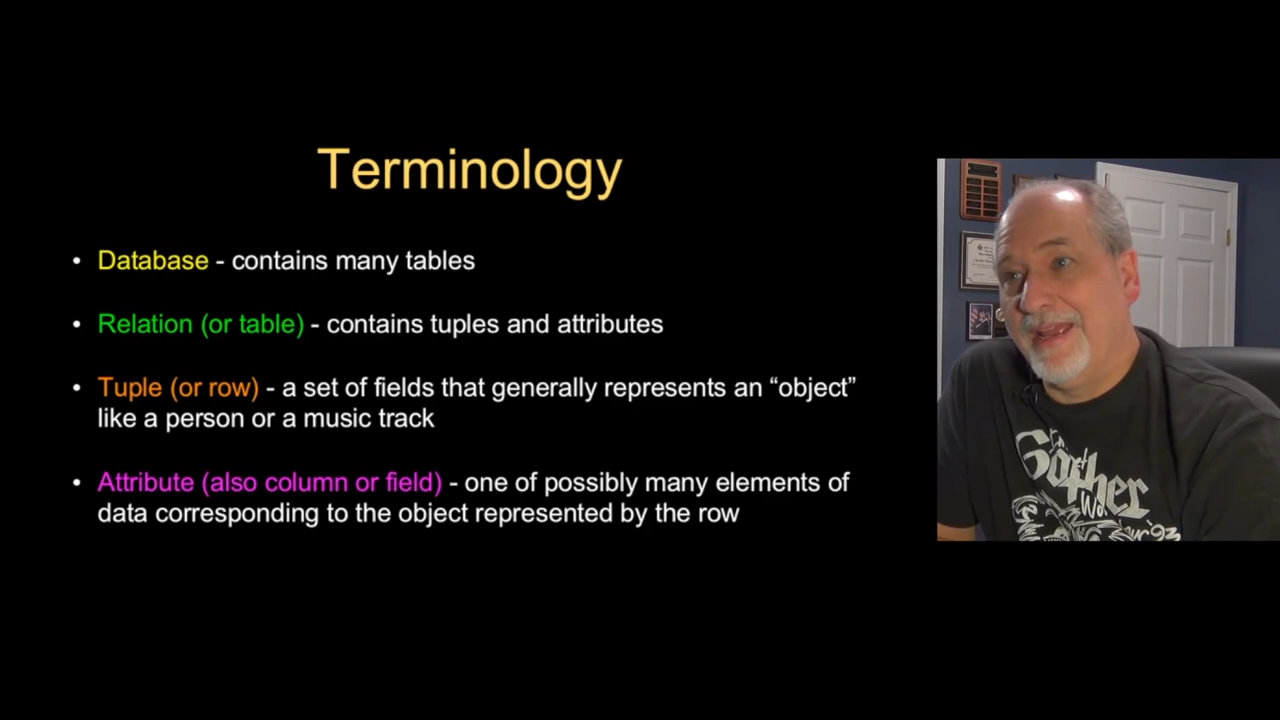 Terminology
• Database - contains many tables
• Relation (or table) - contains tuples and attributes
• Tuple (or row) - a set of fields that generally represents an “object”
like a person or a music track
• Attribute (also column or field) - one of possibly many elements of
data corresponding to the object represented by the row
Gopher